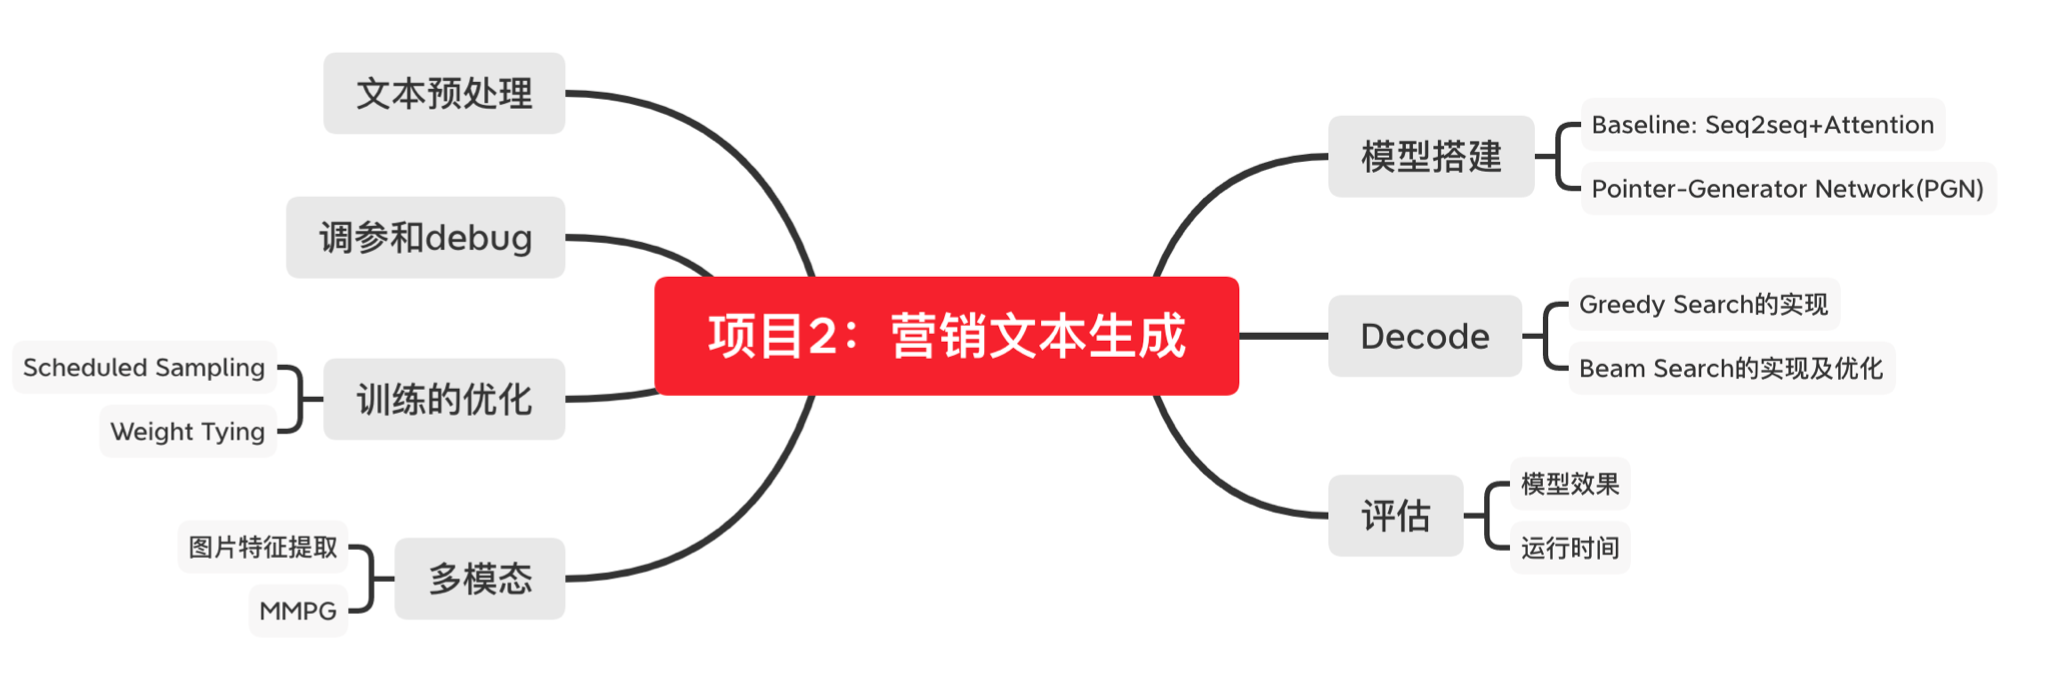 项目2：营销文本生成
模型搭建
Baseline: Seq2seq+Attention
Pointer-Generator Network(PGN)
Decode
Greedy Search的实现
Beam Search的实现及优化
评估
模型效果
运行时间
文本预处理
调参和debug
训练的优化
Scheduled Sampling
Weight Tying
多模态
图片特征提取
MMPG